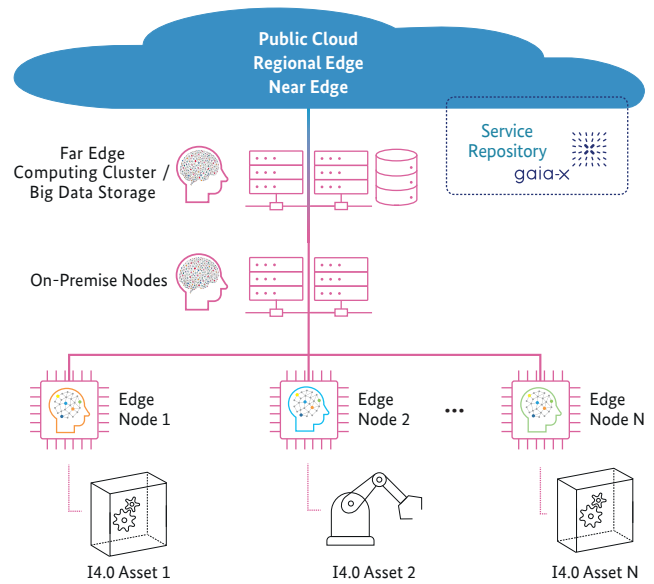 Public Cloud
Regional Edge
Near Edge
Service
Repository
gaia-x
Far Edge
Computing Cluster /
Big Data Storage
On-Premise Nodes
Edge
Node 1
Edge
Node 2
...
Edge
Node N
I4.0 Asset 1
I4.0 Asset 2
I4.0 Asset N